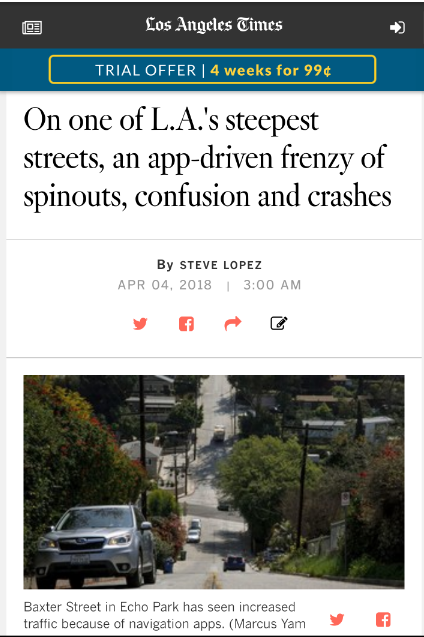 Los Angeles Times
TRIAL OFFER | 4 weeks for 99¢
On one of L.A.'s steepest
streets, an app-driven frenzy of
spinouts, confusion and crashes
By STEVE LOPEZ
APR 04, 2018 | 3:00 AM
Baxter Street in Echo Park has seen increased
traffic because of navigation apps. (Marcus Yam